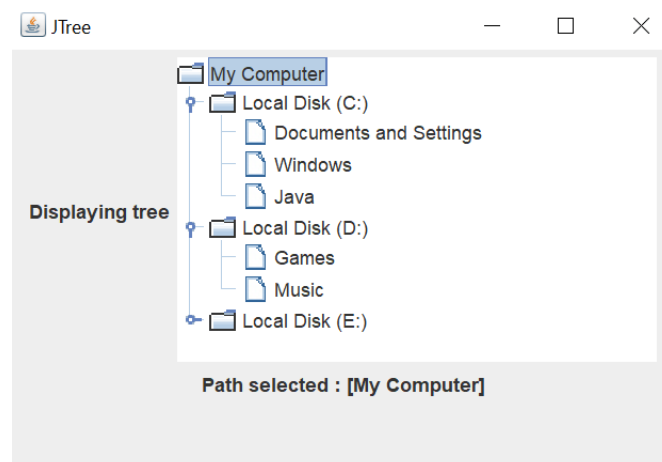 JTree
My Computer
Local Disk (C:)
Documents and Settings
Windows
Java
Displaying tree
Local Disk (D:)
Games
Music
Local Disk (E:)
Path selected : [My Computer]